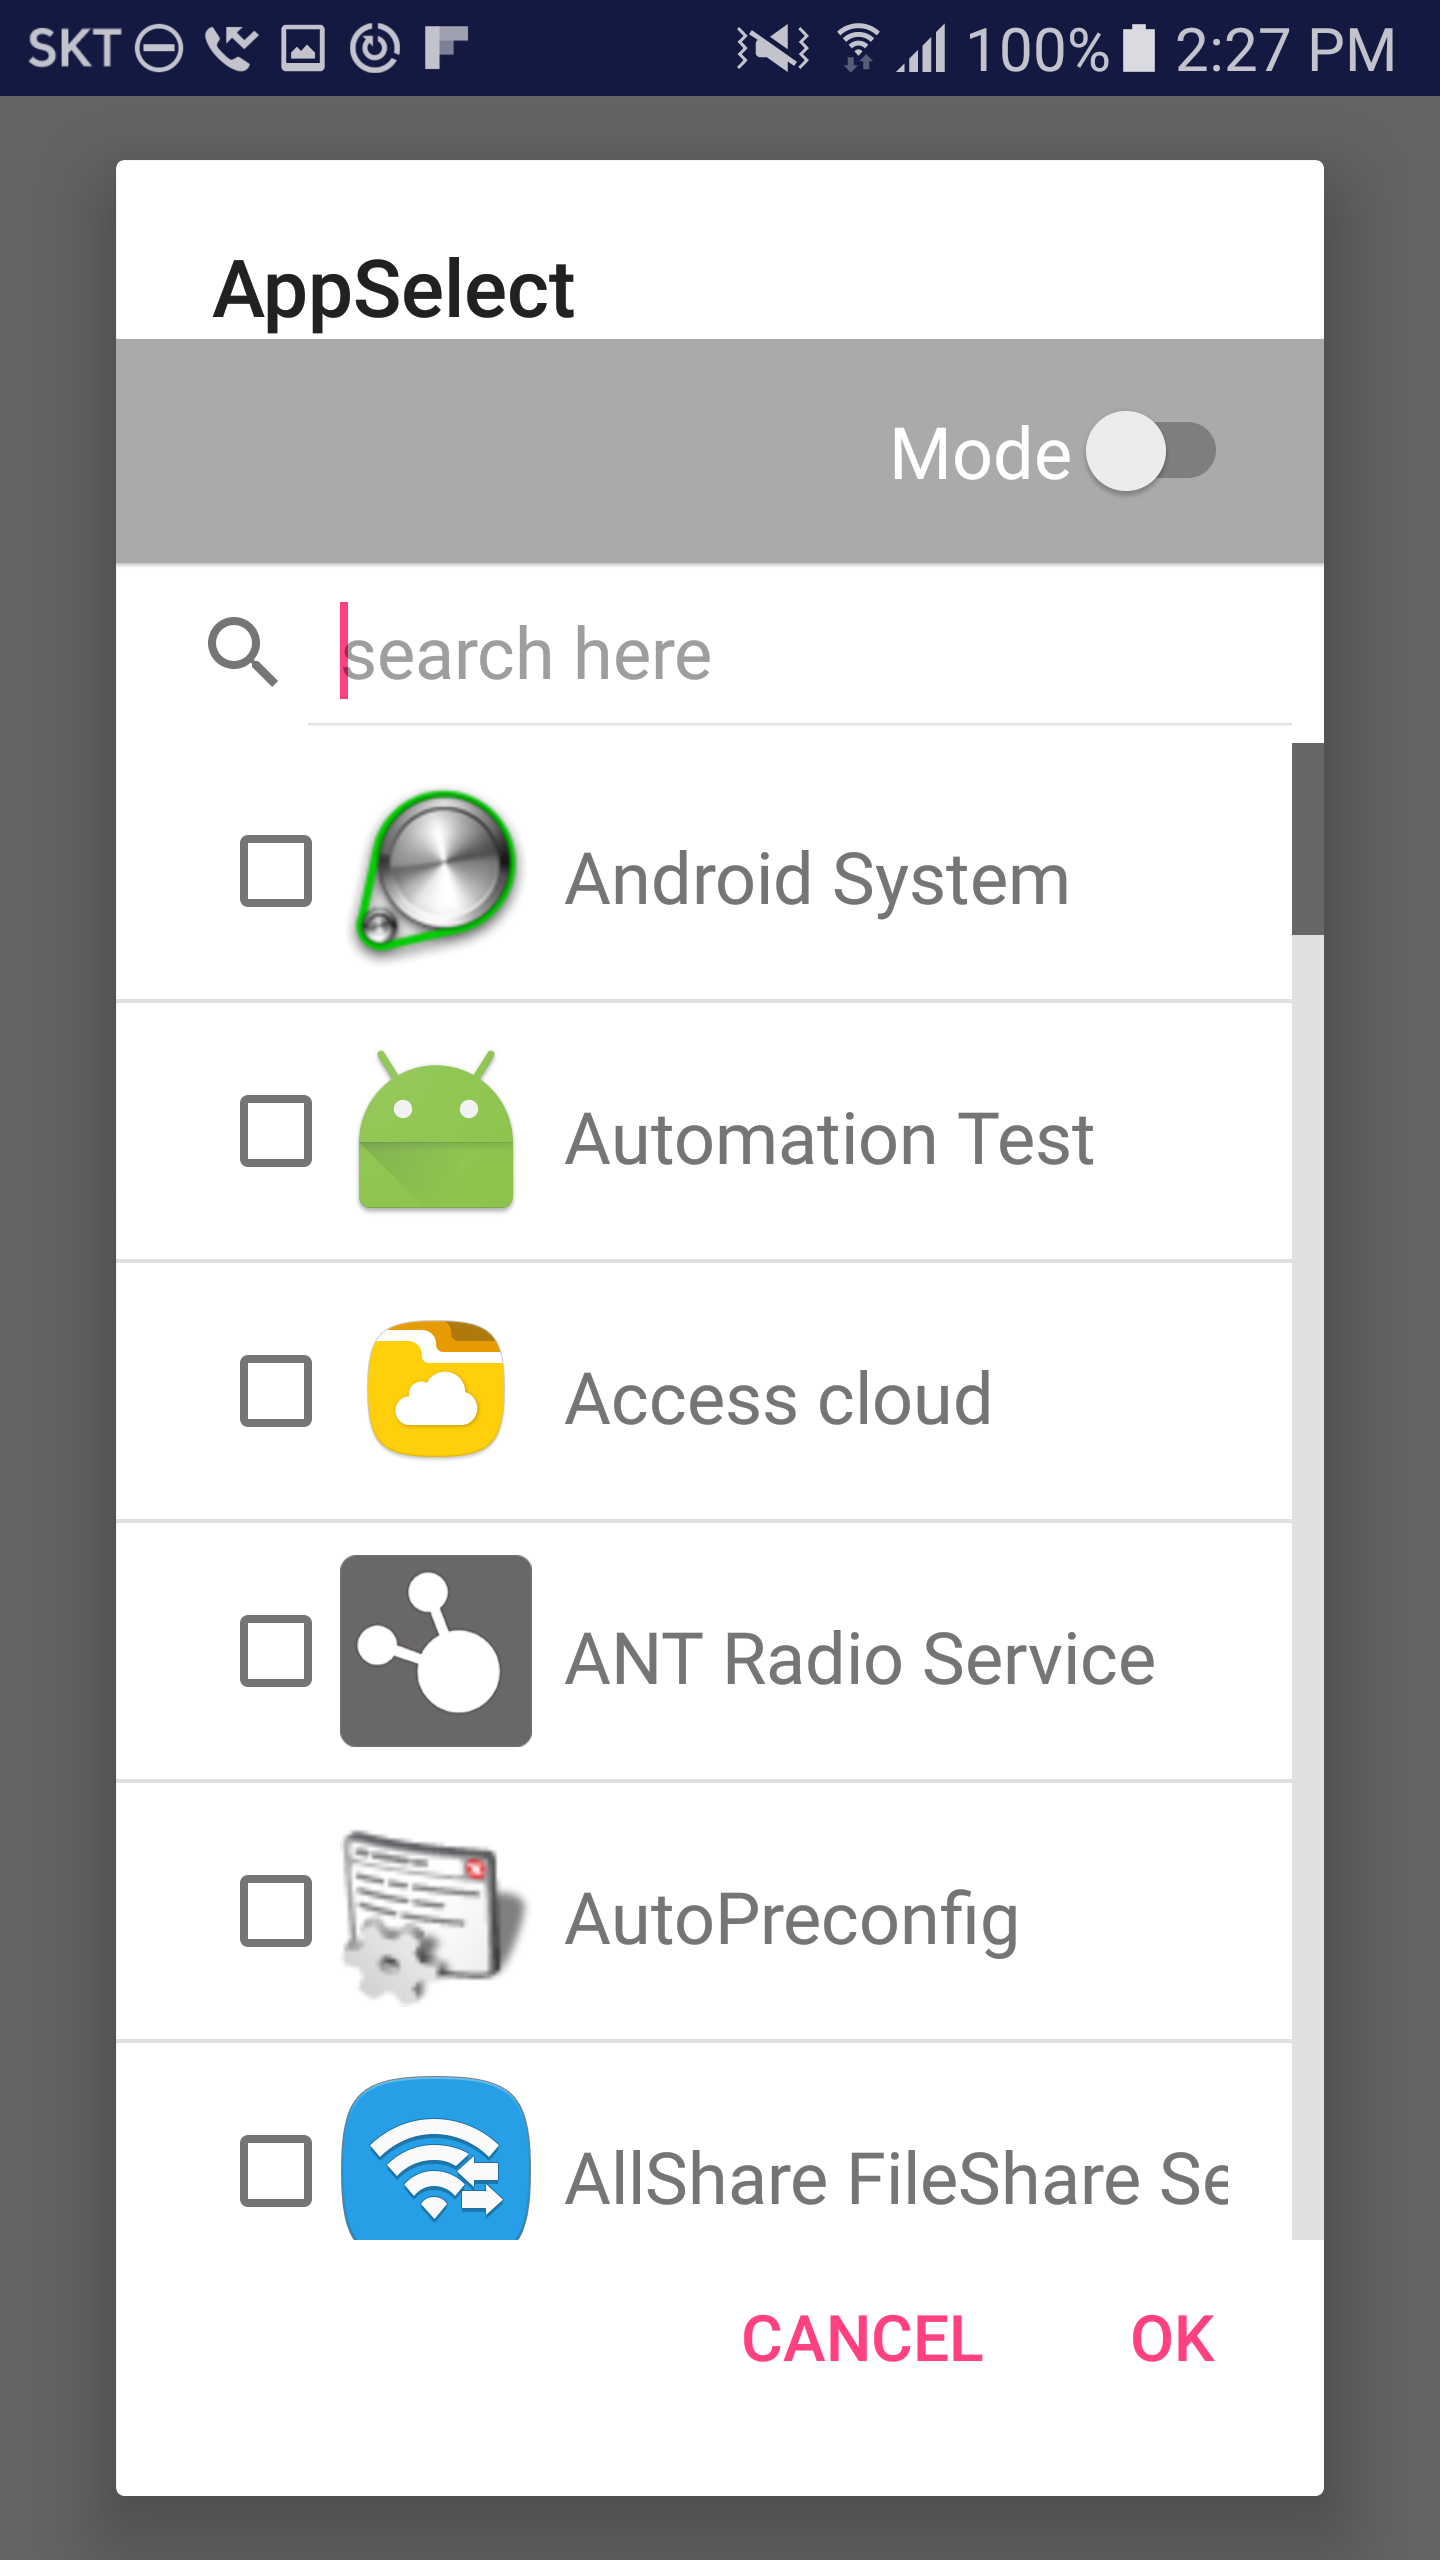 SKT 100% 2:27 PM
AppSelect
Mode
search here
Android System
Automation Test
Access cloud
ANT Radio Service
AutoPreconfig
AllShare FileShare Se
CANCEL OK